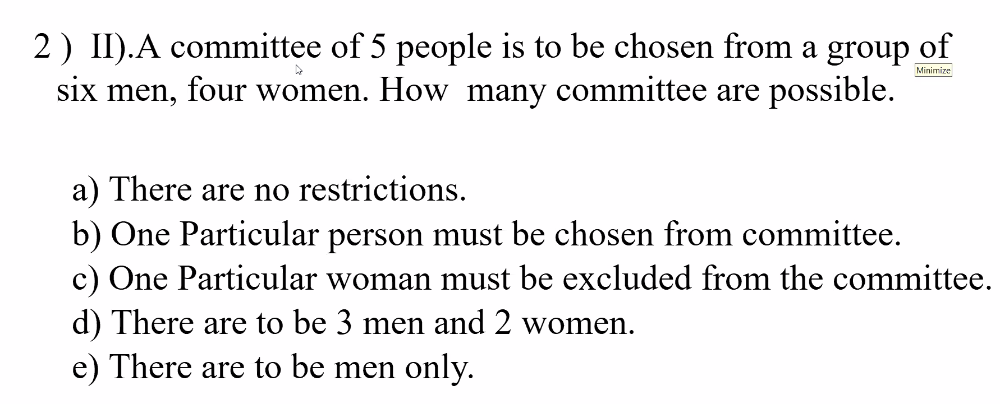 2 )  II).A committee of 5 people is to be chosen from a group of
Minimize
six men, four women. How  many committee are possible.
a) There are no restrictions.
b) One Particular person must be chosen from committee.
c) One Particular woman must be excluded from the committee.
d) There are to be 3 men and 2 women.
e) There are to be men only.